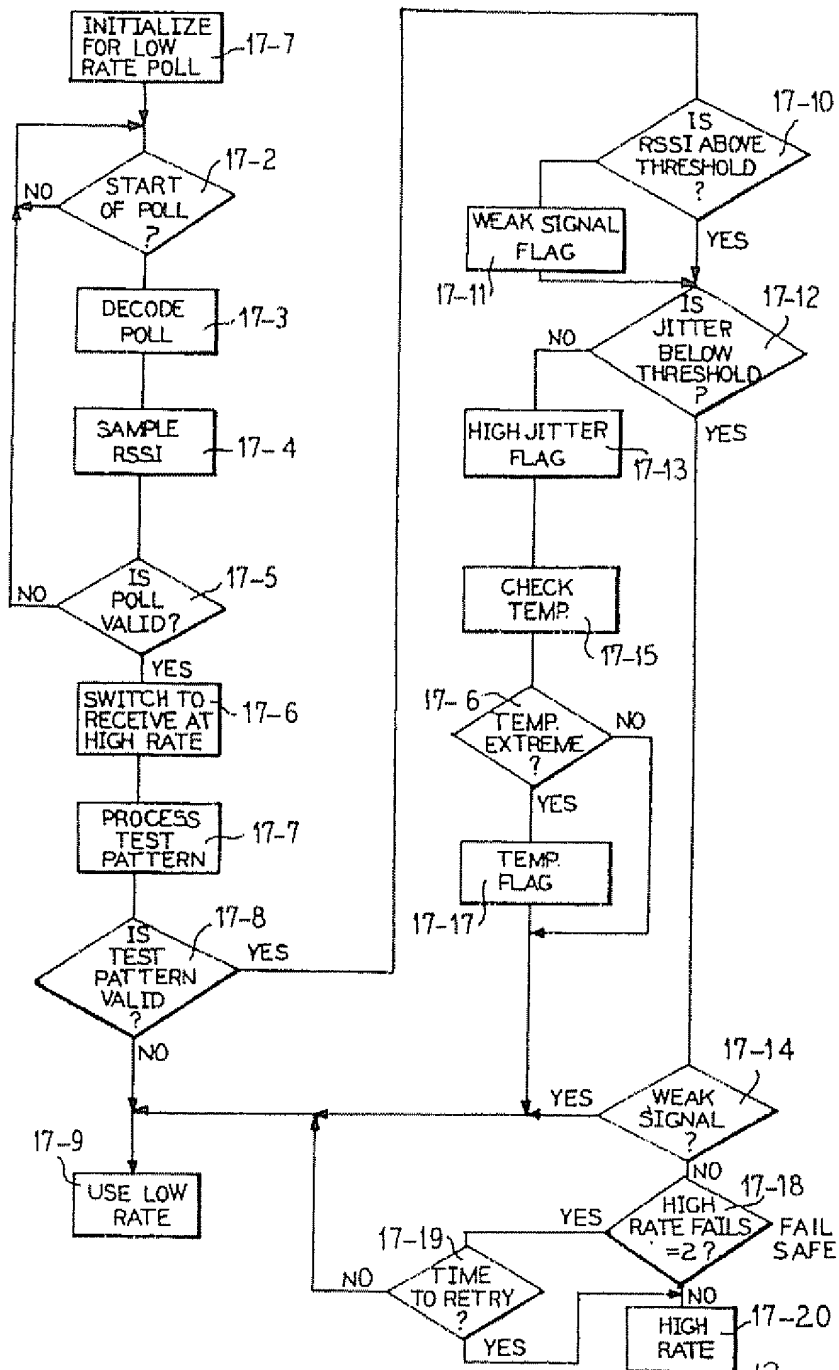 INITIALIZE
FOR LOW
RATE POLL
17-7
START
OF POLL
?
17-2
NO
DECODE
POLL
17-3
SAMPLE
RSSI
17-4
IS
POLL
VALID?
17-5
NO
YES
SWITCH TO
RECEIVE AT
HIGH RATE
17-6
PROCESS
TEST
PATTERN
17-7
IS
TEST
PATTERN
VALID
?
17-8
YES
NO
17-9
USE LOW
RATE
IS
RSSI ABOVE
THRESHOLD
?
17-10
YES
WEAK SIGNAL
FLAG
17-11
IS
JITTER
BELOW
THRESHOLD
?
17-12
NO
YES
HIGH JITTER
FLAG
17-13
CHECK
TEMP.
17-15
17-6
TEMP.
EXTREME
?
NO
YES
TEMP.
FLAG
17-17
17-14
WEAK
SIGNAL
?
YES
NO
17-18
HIGH
RATE FAILS
=2 ?
FAIL
SAFE
YES
NO
17-19
TIME
TO RETRY
?
NO
YES
HIGH
RATE
17-20